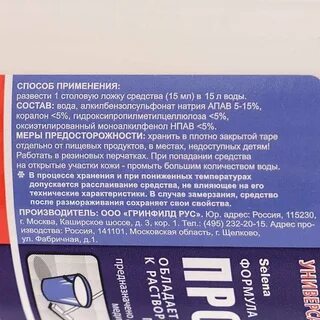 СПОСОБ ПРИМЕНЕНИЯ:
развести 1 столовую ложку средства (15 мл) в 15 л воды.
СОСТАВ: вода, алкилбензолсульфонат натрия АПАВ 5-15%,
коралон <5%, гидроксипропилметилцеллюлоза <5%,
оксиэтилированный моноалкилфенол НПАВ <5%.
МЕРЫ ПРЕДОСТОРОЖНОСТИ: хранить в плотно закрытой таре
отдельно от пищевых продуктов, в местах, недоступных детям!
Работать в резиновых перчатках. При попадании средства
на открытые участки кожи - промыть большим количеством воды.
* В процессе хранения и при пониженных температурах
допускается расслаивание средства, не влияющее на его
технические характеристики. В случае замерзания, средство
после размораживания сохраняет свои свойства.
ПРОИЗВОДИТЕЛЬ: ООО «ГРИНФИЛД РУС». Юр. адрес: Россия, 115230,
г. Москва, Каширское шоссе, д. 3, кор. 1. Тел.: (495) 232-20-15. Адрес про-
изводства: Россия, 141101, Московская область, г. Щелково,
ул. Фабричная, д.1.
Selena
ФОРМУЛА
ОБЛАДАЕТ
К РАСТВОР
предназначено
УНИВЕРС